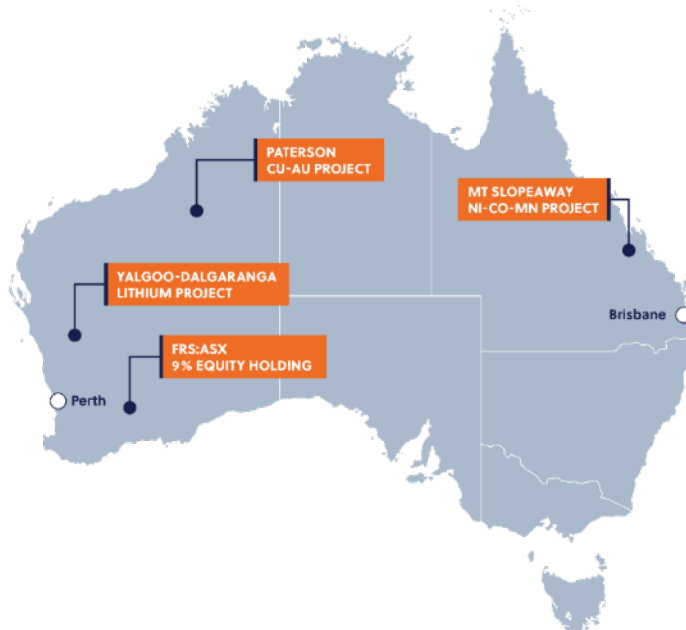 PATERSON
CU-AU PROJECT
MT SLOPEAWAY
NI-CO-MN PROJECT
YALGOO-DALGARANGA
LITHIUM PROJECT
Brisbane
FRS:ASX
9% EQUITY HOLDING
Perth